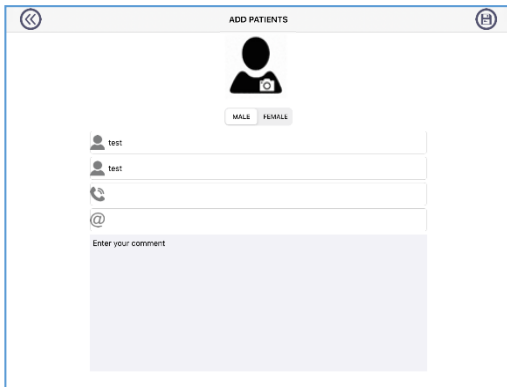 ADD PATIENTS
MALE FEMALE
test
test
@
Enter your comment